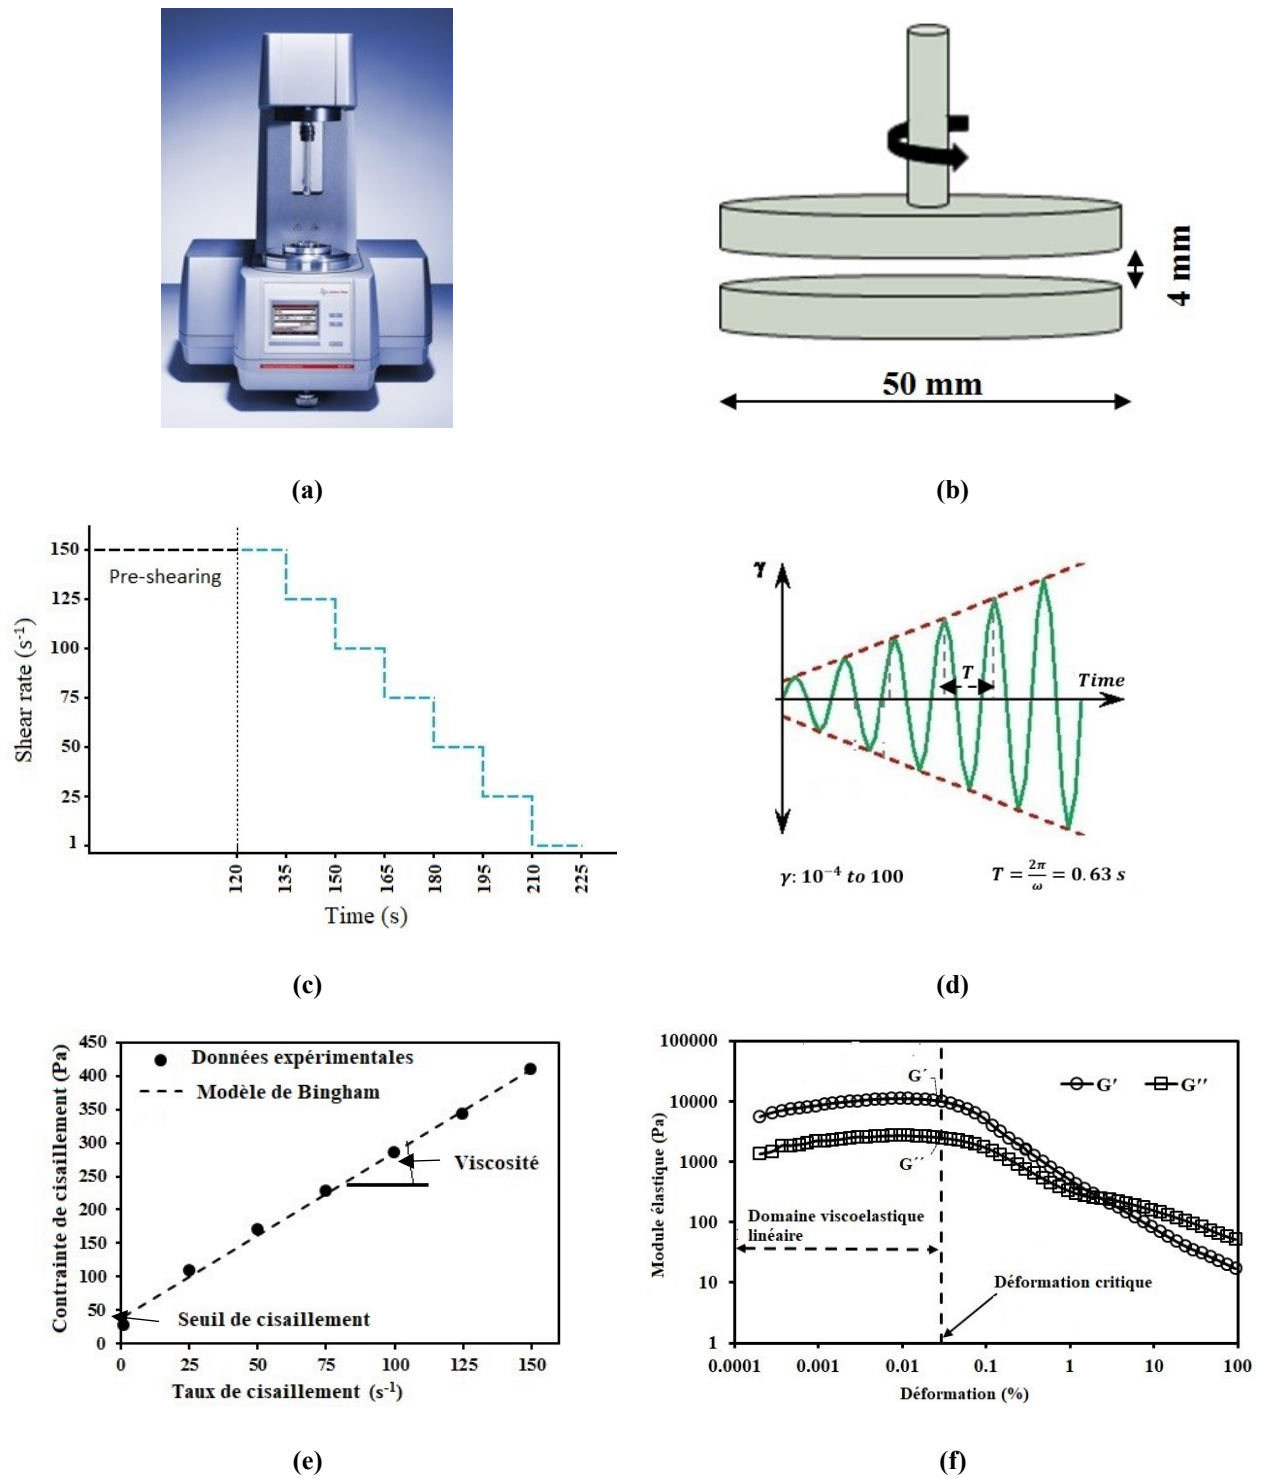 4 mm
50 mm
(a)
(b)
150
125
100
75
50
25
1
Shear rate (s-1)
Pre-shearing
120
135
150
165
180
195
210
225
Time (s)
γ
T
Time
γ: 10⁻⁴ to 100
T = 2π/ω = 0.63 s
(c)
(d)
450
400
350
300
250
200
150
100
50
0
Contrainte de cisaillement (Pa)
Données expérimentales
Modèle de Bingham
Viscosité
Seuil de cisaillement
0 25 50 75 100 125 150
Taux de cisaillement (s-1)
100000
10000
1000
100
10
1
Module élastique (Pa)
G′
G′′
G′ G′′
Domaine viscoelastique
linéaire
Déformation critique
0.0001 0.001 0.01 0.1 1 10 100
Déformation (%)
(e)
(f)